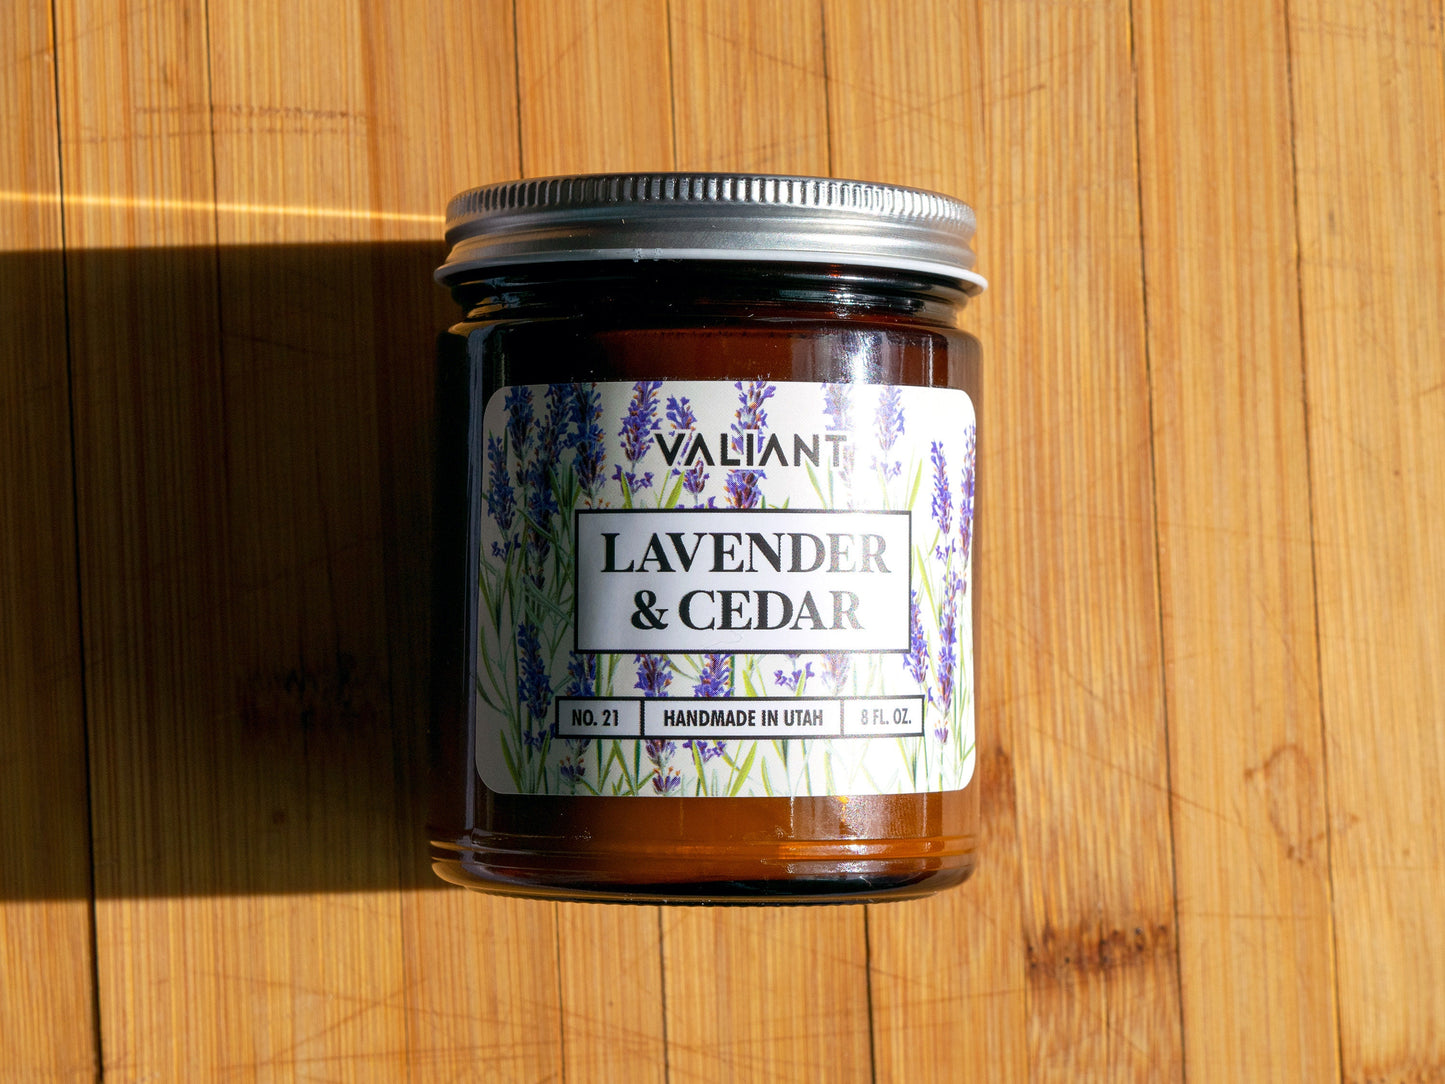 VALIANT
LAVENDER
& CEDAR
NO. 21 HANDMADE IN UTAH 8 FL. OZ.